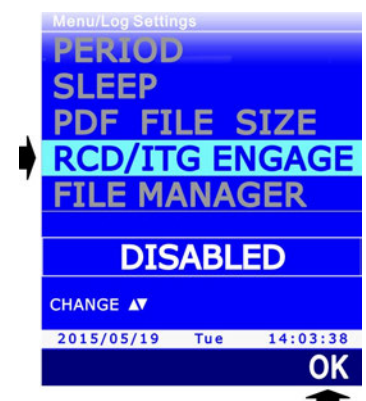 Menu/Log Settings
PERIOD
SLEEP
PDF FILE SIZE
RCD/ITG ENGAGE
FILE MANAGER
DISABLED
CHANGE ▲▼
2015/05/19 Tue 14:03:38
OK